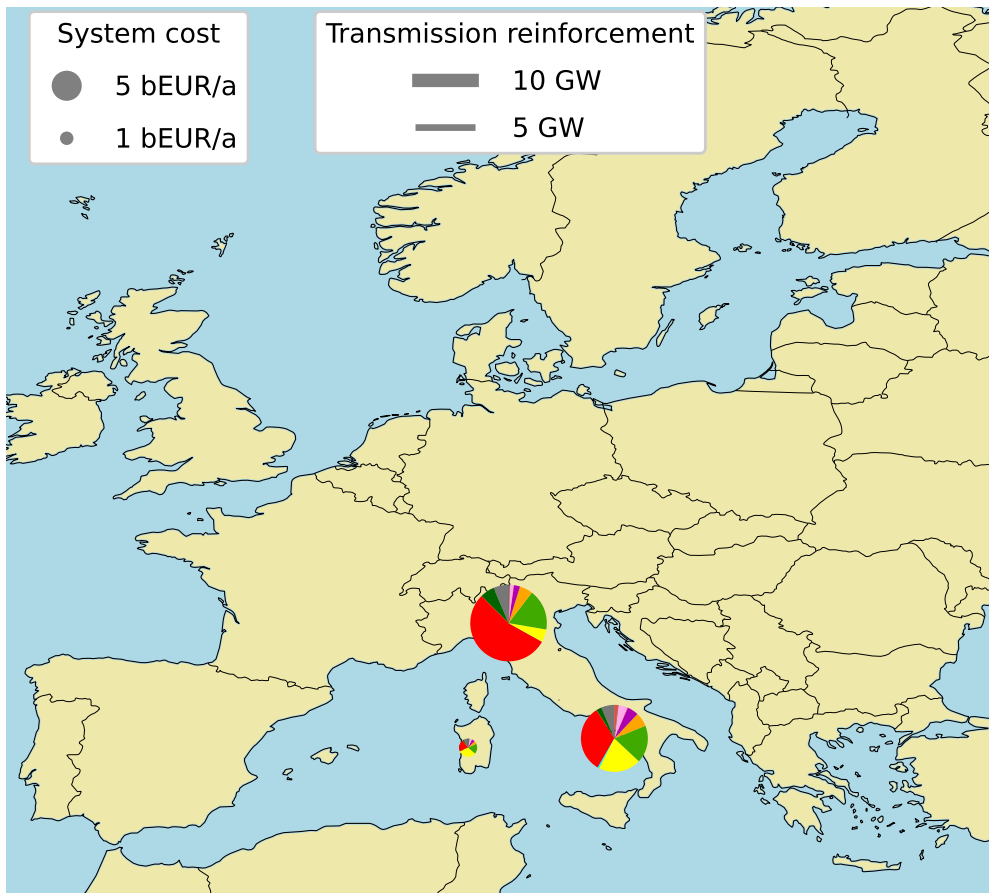 System cost
5 bEUR/a
1 bEUR/a
Transmission reinforcement
10 GW
5 GW